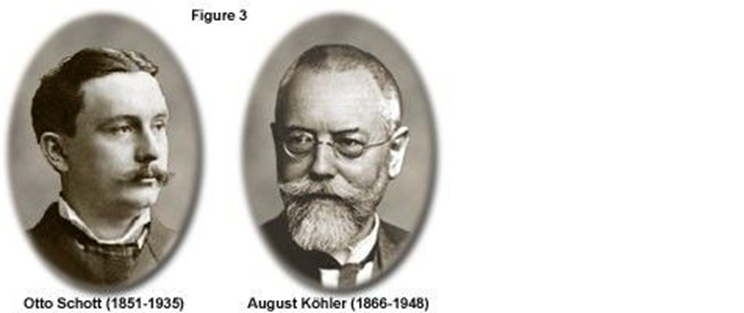 Figure 3
Otto Schott (1851-1935)
August Köhler (1866-1948)